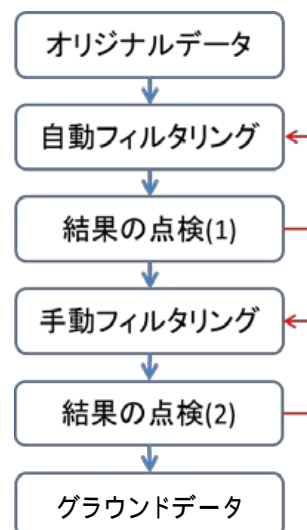 オリジナルデータ
自動フィルタリング
結果の点検(1)
手動フィルタリング
結果の点検(2)
グラウンドデータ